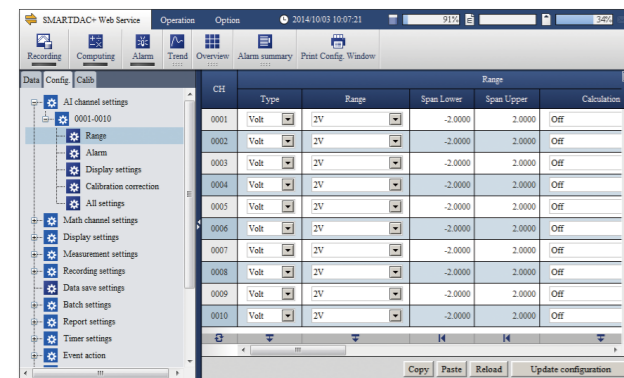 SMARTDAC+ Web Service Operation Option 2014/10/03 10:07:21 91% 34%
Recording Computing Alarm Trend Overview Alarm summary Print Config. Window
Data Config. Calib
CH Range
Type Range Span Lower Span Upper Calculation
AI channel settings
0001-0010
Range
Alarm
Display settings
Calibration correction
All settings
Math channel settings
Display settings
Measurement settings
Recording settings
Data save settings
Batch settings
Report settings
Timer settings
Event action
0001 Volt 2V -2.0000 2.0000 Off
0002 Volt 2V -2.0000 2.0000 Off
0003 Volt 2V -2.0000 2.0000 Off
0004 Volt 2V -2.0000 2.0000 Off
0005 Volt 2V -2.0000 2.0000 Off
0006 Volt 2V -2.0000 2.0000 Off
0007 Volt 2V -2.0000 2.0000 Off
0008 Volt 2V -2.0000 2.0000 Off
0009 Volt 2V -2.0000 2.0000 Off
0010 Volt 2V -2.0000 2.0000 Off
Copy Paste Reload Update configuration